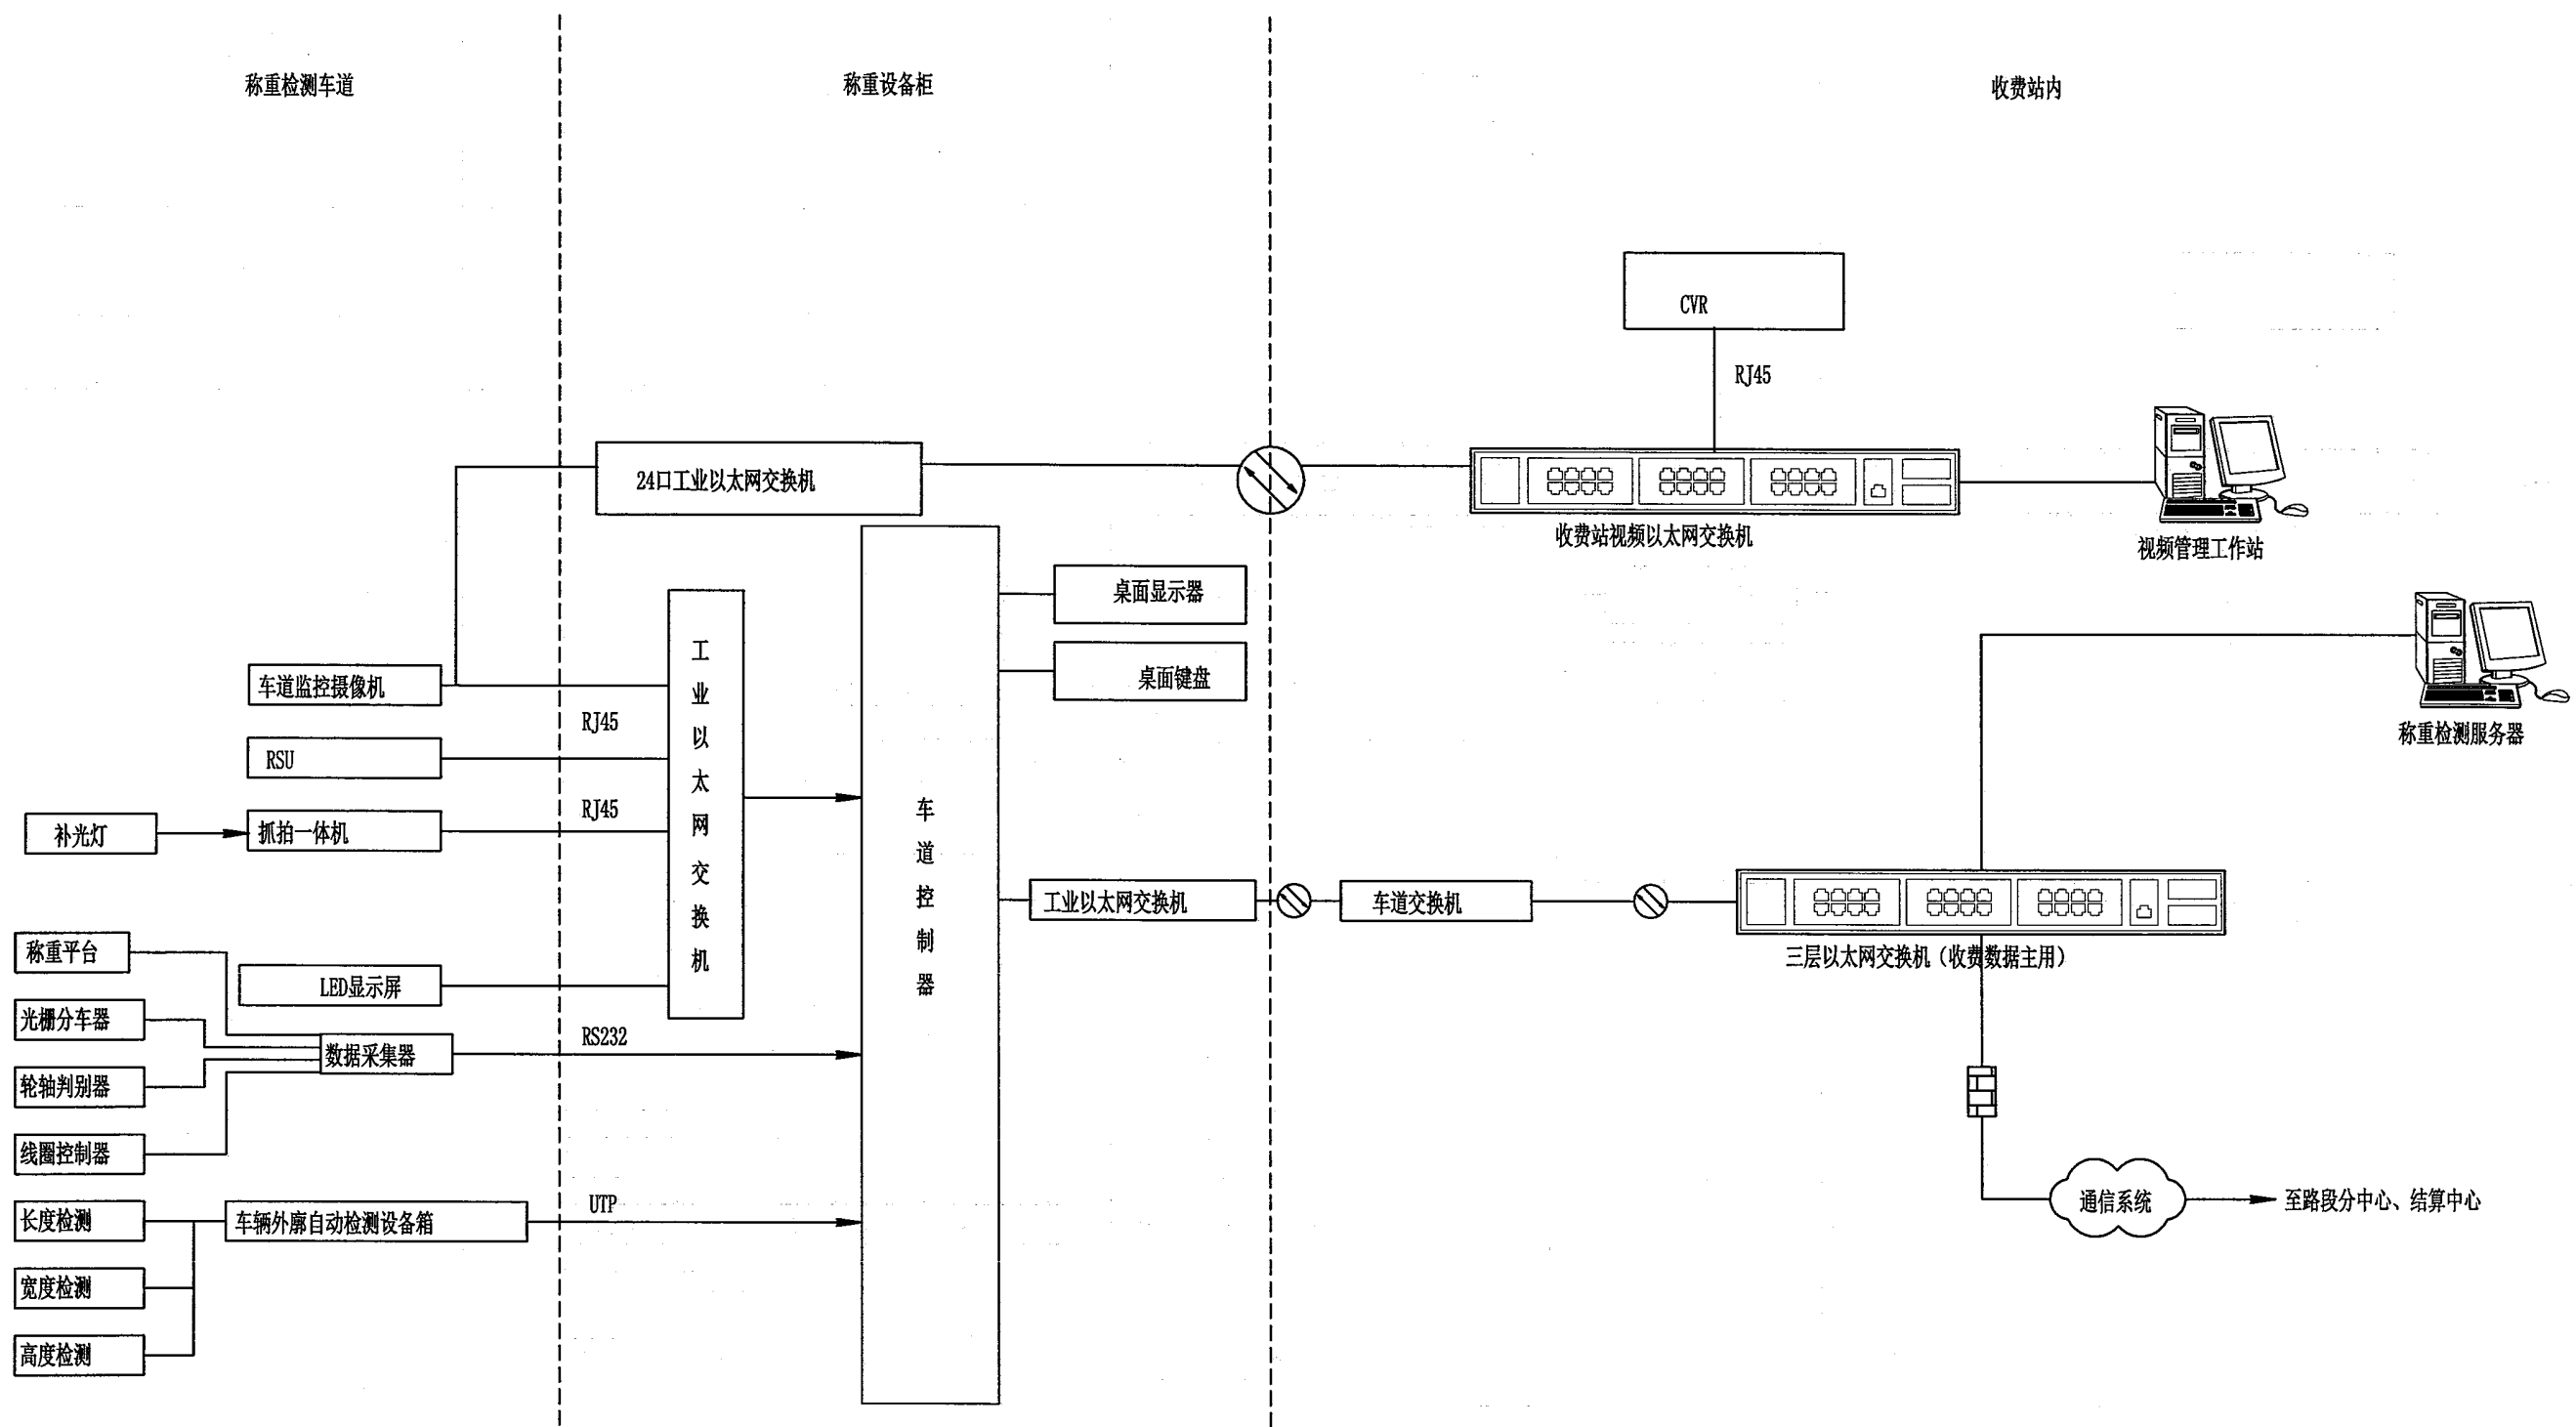 称重检测车道
称重设备柜
收费站内
CVR
RJ45
24口工业以太网交换机
收费站视频以太网交换机
视频管理工作站
桌面显示器
桌面键盘
工业以太网交换机
车道监控摄像机
RJ45
称重检测服务器
RSU
RJ45
补光灯
抓拍一体机
车道控制器
工业以太网交换机
车道交换机
称重平台
三层以太网交换机（收费数据主用）
LED显示屏
光栅分车器
RS232
数据采集器
轮轴判别器
线圈控制器
UTP
长度检测
车辆外廓自动检测设备箱
通信系统
至路段分中心、结算中心
宽度检测
高度检测